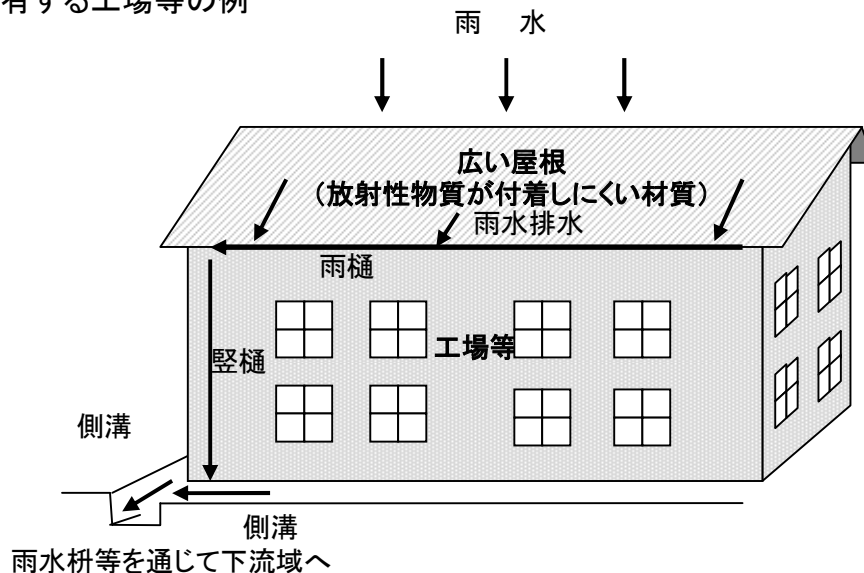 有する工場等の例
雨　水
広い屋根
（放射性物質が付着しにくい材質）
雨水排水
雨樋
工場等
竪樋
側溝
側溝
雨水枡等を通じて下流域へ